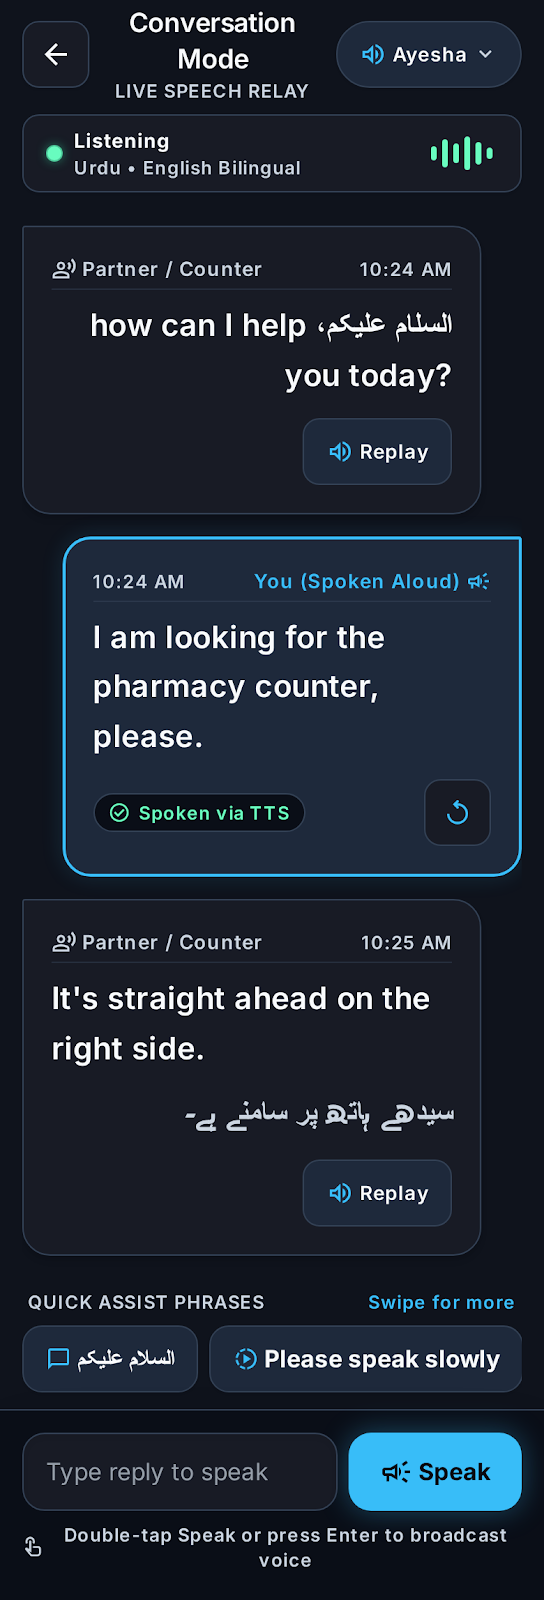 Conversation
Mode
LIVE SPEECH RELAY
Ayesha
Listening
Urdu • English Bilingual
Partner / Counter
10:24 AM
السلام علیکم، how can I help
you today?
Replay
10:24 AM
You (Spoken Aloud)
I am looking for the
pharmacy counter,
please.
Spoken via TTS
Partner / Counter
10:25 AM
It's straight ahead on the
right side.
سیدھے ہاتھ پر سامنے ہے۔
Replay
QUICK ASSIST PHRASES
Swipe for more
السلام علیکم
Please speak slowly
Type reply to speak
Speak
Double-tap Speak or press Enter to broadcast
voice